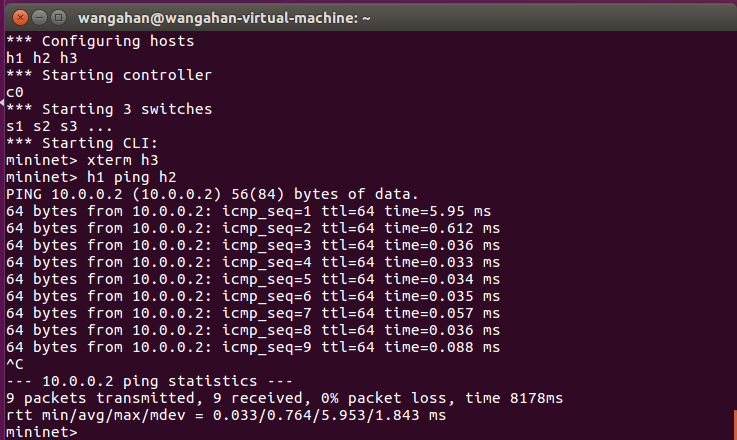 wangahan@wangahan-virtual-machine: ~
*** Configuring hosts
h1 h2 h3
*** Starting controller
c0
*** Starting 3 switches
s1 s2 s3 ...
*** Starting CLI:
mininet> xterm h3
mininet> h1 ping h2
PING 10.0.0.2 (10.0.0.2) 56(84) bytes of data.
64 bytes from 10.0.0.2: icmp_seq=1 ttl=64 time=5.95 ms
64 bytes from 10.0.0.2: icmp_seq=2 ttl=64 time=0.612 ms
64 bytes from 10.0.0.2: icmp_seq=3 ttl=64 time=0.036 ms
64 bytes from 10.0.0.2: icmp_seq=4 ttl=64 time=0.033 ms
64 bytes from 10.0.0.2: icmp_seq=5 ttl=64 time=0.034 ms
64 bytes from 10.0.0.2: icmp_seq=6 ttl=64 time=0.035 ms
64 bytes from 10.0.0.2: icmp_seq=7 ttl=64 time=0.057 ms
64 bytes from 10.0.0.2: icmp_seq=8 ttl=64 time=0.036 ms
64 bytes from 10.0.0.2: icmp_seq=9 ttl=64 time=0.088 ms
^C
--- 10.0.0.2 ping statistics ---
9 packets transmitted, 9 received, 0% packet loss, time 8178ms
rtt min/avg/max/mdev = 0.033/0.764/5.953/1.843 ms
mininet>